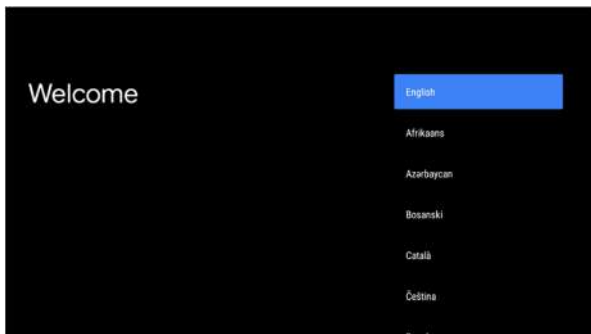 Welcome
English
Afrikaans
Azərbaycan
Bosanski
Català
Čeština